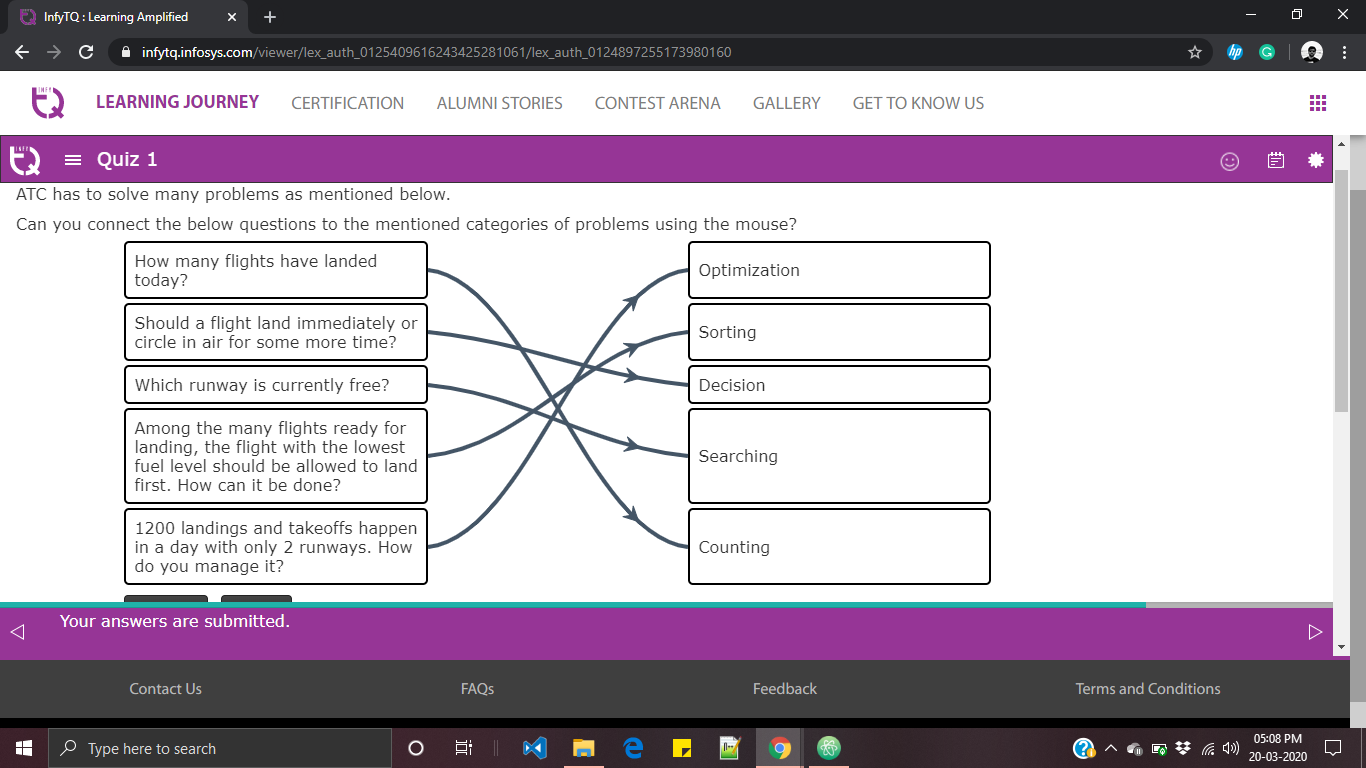 InfyTQ : Learning Amplified
infytq.infosys.com/viewer/lex_auth_0125409616243425281061/lex_auth_0124897255173980160
LEARNING JOURNEY CERTIFICATION ALUMNI STORIES CONTEST ARENA GALLERY GET TO KNOW US
Quiz 1
ATC has to solve many problems as mentioned below.
Can you connect the below questions to the mentioned categories of problems using the mouse?
How many flights have landed
today?
Should a flight land immediately or
circle in air for some more time?
Which runway is currently free?
Among the many flights ready for
landing, the flight with the lowest
fuel level should be allowed to land
first. How can it be done?
1200 landings and takeoffs happen
in a day with only 2 runways. How
do you manage it?
Optimization
Sorting
Decision
Searching
Counting
Your answers are submitted.
Contact Us FAQs Feedback Terms and Conditions
Type here to search
05:08 PM
20-03-2020